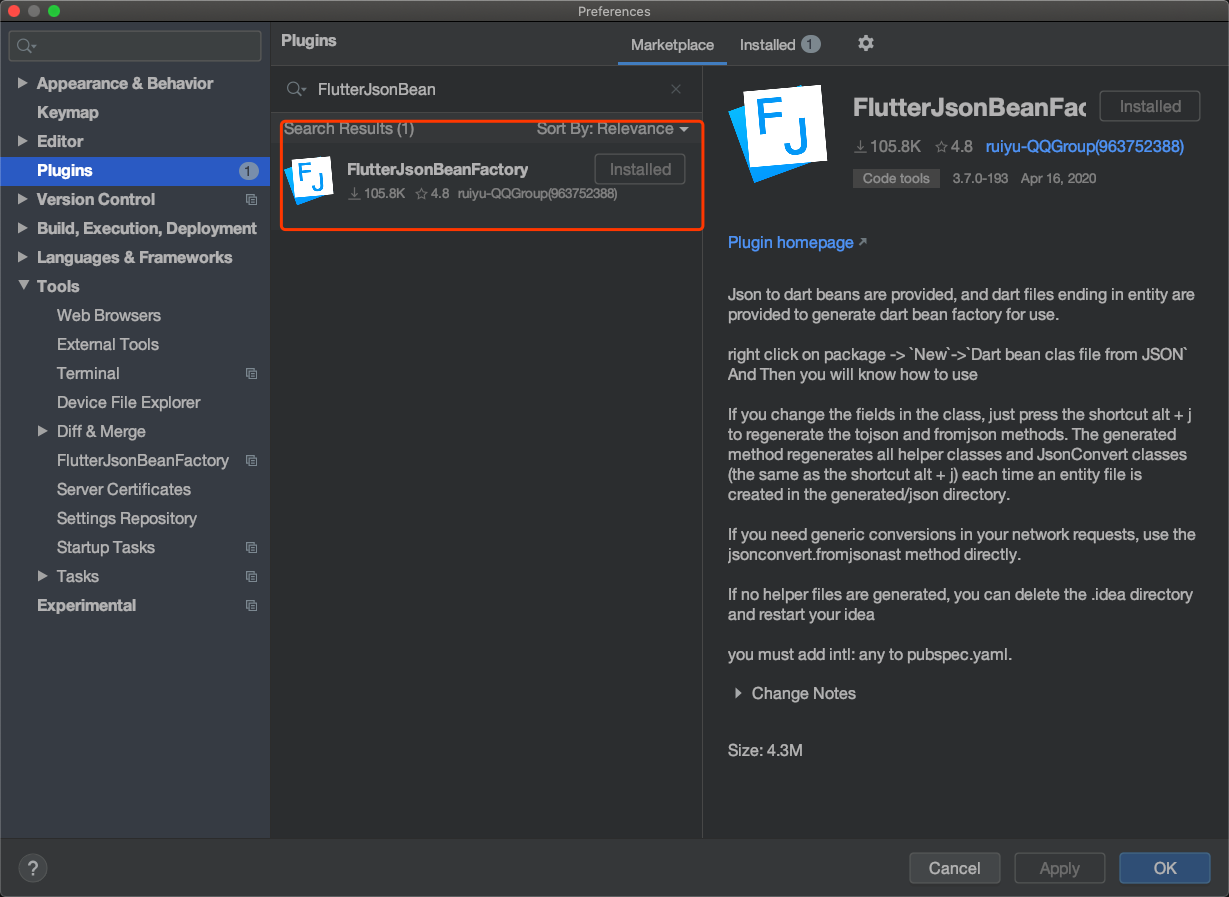 Preferences
Appearance & Behavior
Keymap
Editor
Plugins 1
Version Control
Build, Execution, Deployment
Languages & Frameworks
Tools
Web Browsers
External Tools
Terminal
Device File Explorer
Diff & Merge
FlutterJsonBeanFactory
Server Certificates
Settings Repository
Startup Tasks
Tasks
Experimental
Plugins
Marketplace Installed 1
FlutterJsonBean
Search Results (1) Sort By: Relevance
FJ
FlutterJsonBeanFactory Installed
105.8K 4.8 ruiyu-QQGroup(963752388)
FJ
FlutterJsonBeanFac Installed
105.8K 4.8 ruiyu-QQGroup(963752388)
Code tools 3.7.0-193 Apr 16, 2020
Plugin homepage
Json to dart beans are provided, and dart files ending in entity are
provided to generate dart bean factory for use.
right click on package -> `New`->`Dart bean clas file from JSON`
And Then you will know how to use
If you change the fields in the class, just press the shortcut alt + j
to regenerate the tojson and fromjson methods. The generated
method regenerates all helper classes and JsonConvert classes
(the same as the shortcut alt + j) each time an entity file is
created in the generated/json directory.
If you need generic conversions in your network requests, use the
jsonconvert.fromjsonast method directly.
If no helper files are generated, you can delete the .idea directory
and restart your idea
you must add intl: any to pubspec.yaml.
Change Notes
Size: 4.3M
?
Cancel Apply OK